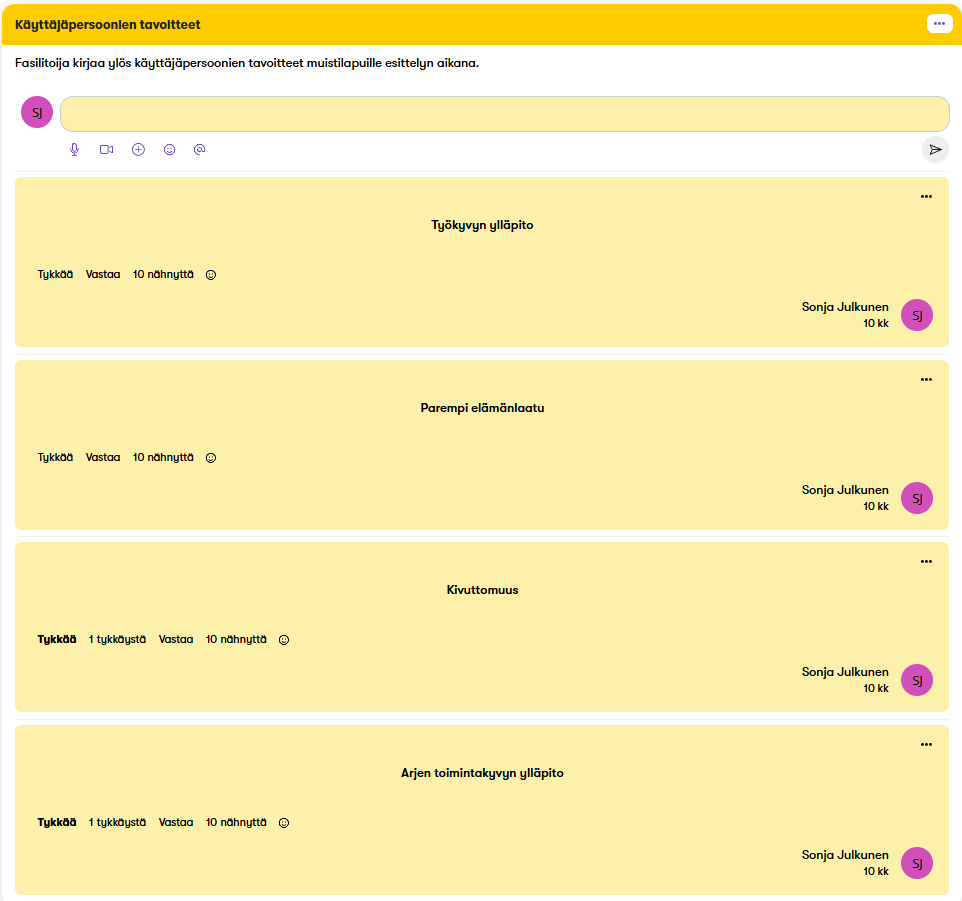 Käyttäjäpersoonien tavoitteet
Fasilitoija kirjaa ylös käyttäjäpersoonien tavoitteet muistilapuille esittelyn aikana.
SJ
Työkyvyn ylläpito
Tykkää Vastaa 10 nähnyttä
Sonja Julkunen
10 kk
SJ
Parempi elämänlaatu
Tykkää Vastaa 10 nähnyttä
Sonja Julkunen
10 kk
SJ
Kivuttomuus
Tykkää 1 tykkäystä Vastaa 10 nähnyttä
Sonja Julkunen
10 kk
SJ
Arjen toimintakyvyn ylläpito
Tykkää 1 tykkäystä Vastaa 10 nähnyttä
Sonja Julkunen
10 kk
SJ